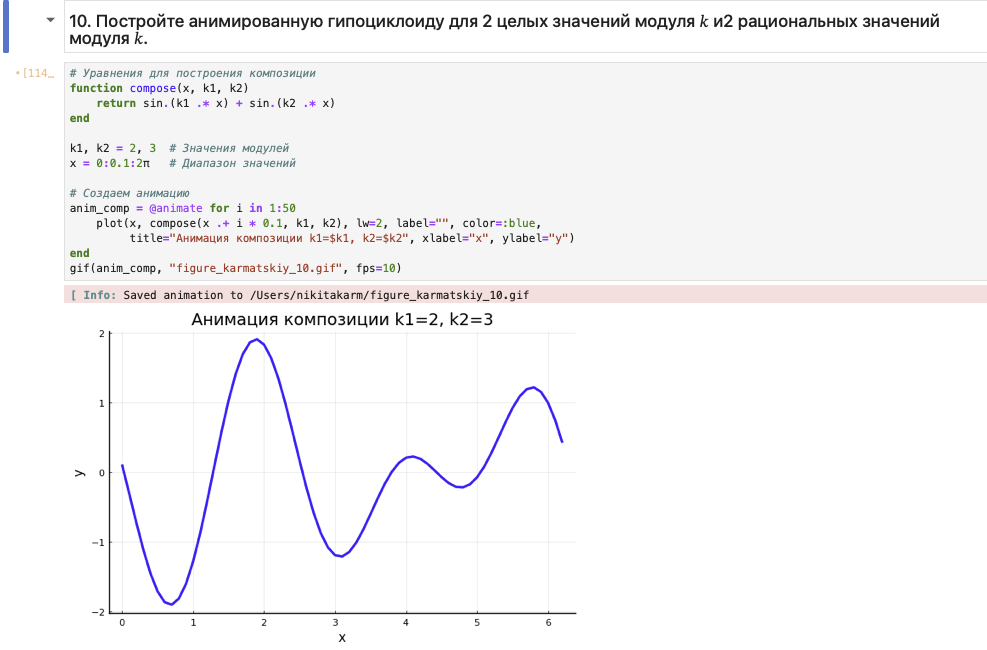 10. Постройте анимированную гипоциклоиду для 2 целых значений модуля k и2 рациональных значений
модуля k.
[114…
# Уравнения для построения композиции
function compose(x, k1, k2)
    return sin.(k1 .* x) + sin.(k2 .* x)
end
k1, k2 = 2, 3  # Значения модулей
x = 0:0.1:2π   # Диапазон значений
# Создаем анимацию
anim_comp = @animate for i in 1:50
    plot(x, compose(x .+ i * 0.1, k1, k2), lw=2, label="", color=:blue,
         title="Анимация композиции k1=$k1, k2=$k2", xlabel="x", ylabel="y")
end
gif(anim_comp, "figure_karmatskiy_10.gif", fps=10)
[ Info: Saved animation to /Users/nikitakarm/figure_karmatskiy_10.gif
Анимация композиции k1=2, k2=3
2
1
0
−1
−2
y
0 1 2 3 4 5 6
x